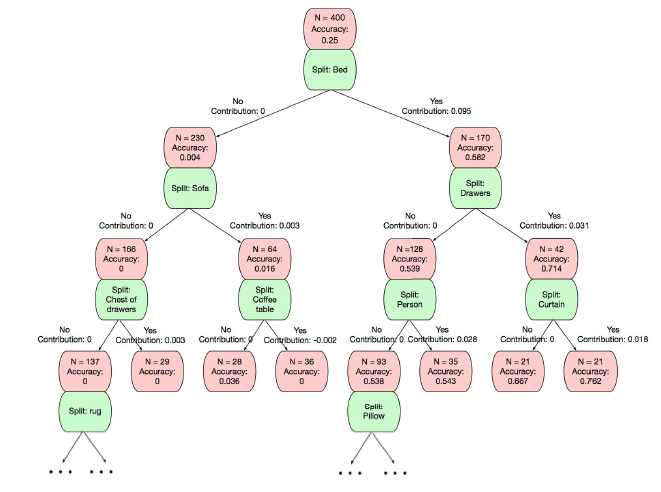 N = 400
Accuracy:
0.25
Split: Bed
No
Contribution: 0
Yes
Contribution: 0.095
N = 230
Accuracy:
0.004
Split: Sofa
N = 170
Accuracy:
0.582
Split:
Drawers
No
Contribution: 0
Yes
Contribution: 0.003
No
Contribution: 0
Yes
Contribution: 0.031
N = 166
Accuracy:
0
Split:
Chest of
drawers
N = 64
Accuracy:
0.016
Split:
Coffee
table
N =128
Accuracy:
0.539
Split:
Person
N = 42
Accuracy:
0.714
Split:
Curtain
No
Contribution: 0
Yes
Contribution: 0.003
No
Contribution: 0
Yes
Contribution: -0.002
No
Contribution: 0
Yes
Contribution: 0.028
No
Contribution: 0
Yes
Contribution: 0.018
N = 137
Accuracy:
0
Split: rug
N = 29
Accuracy:
0
N = 28
Accuracy:
0.036
N = 36
Accuracy:
0
N = 93
Accuracy:
0.538
Split:
Pillow
N = 35
Accuracy:
0.543
N = 21
Accuracy:
0.667
N = 21
Accuracy:
0.762
• • • • • •
• • • • • •